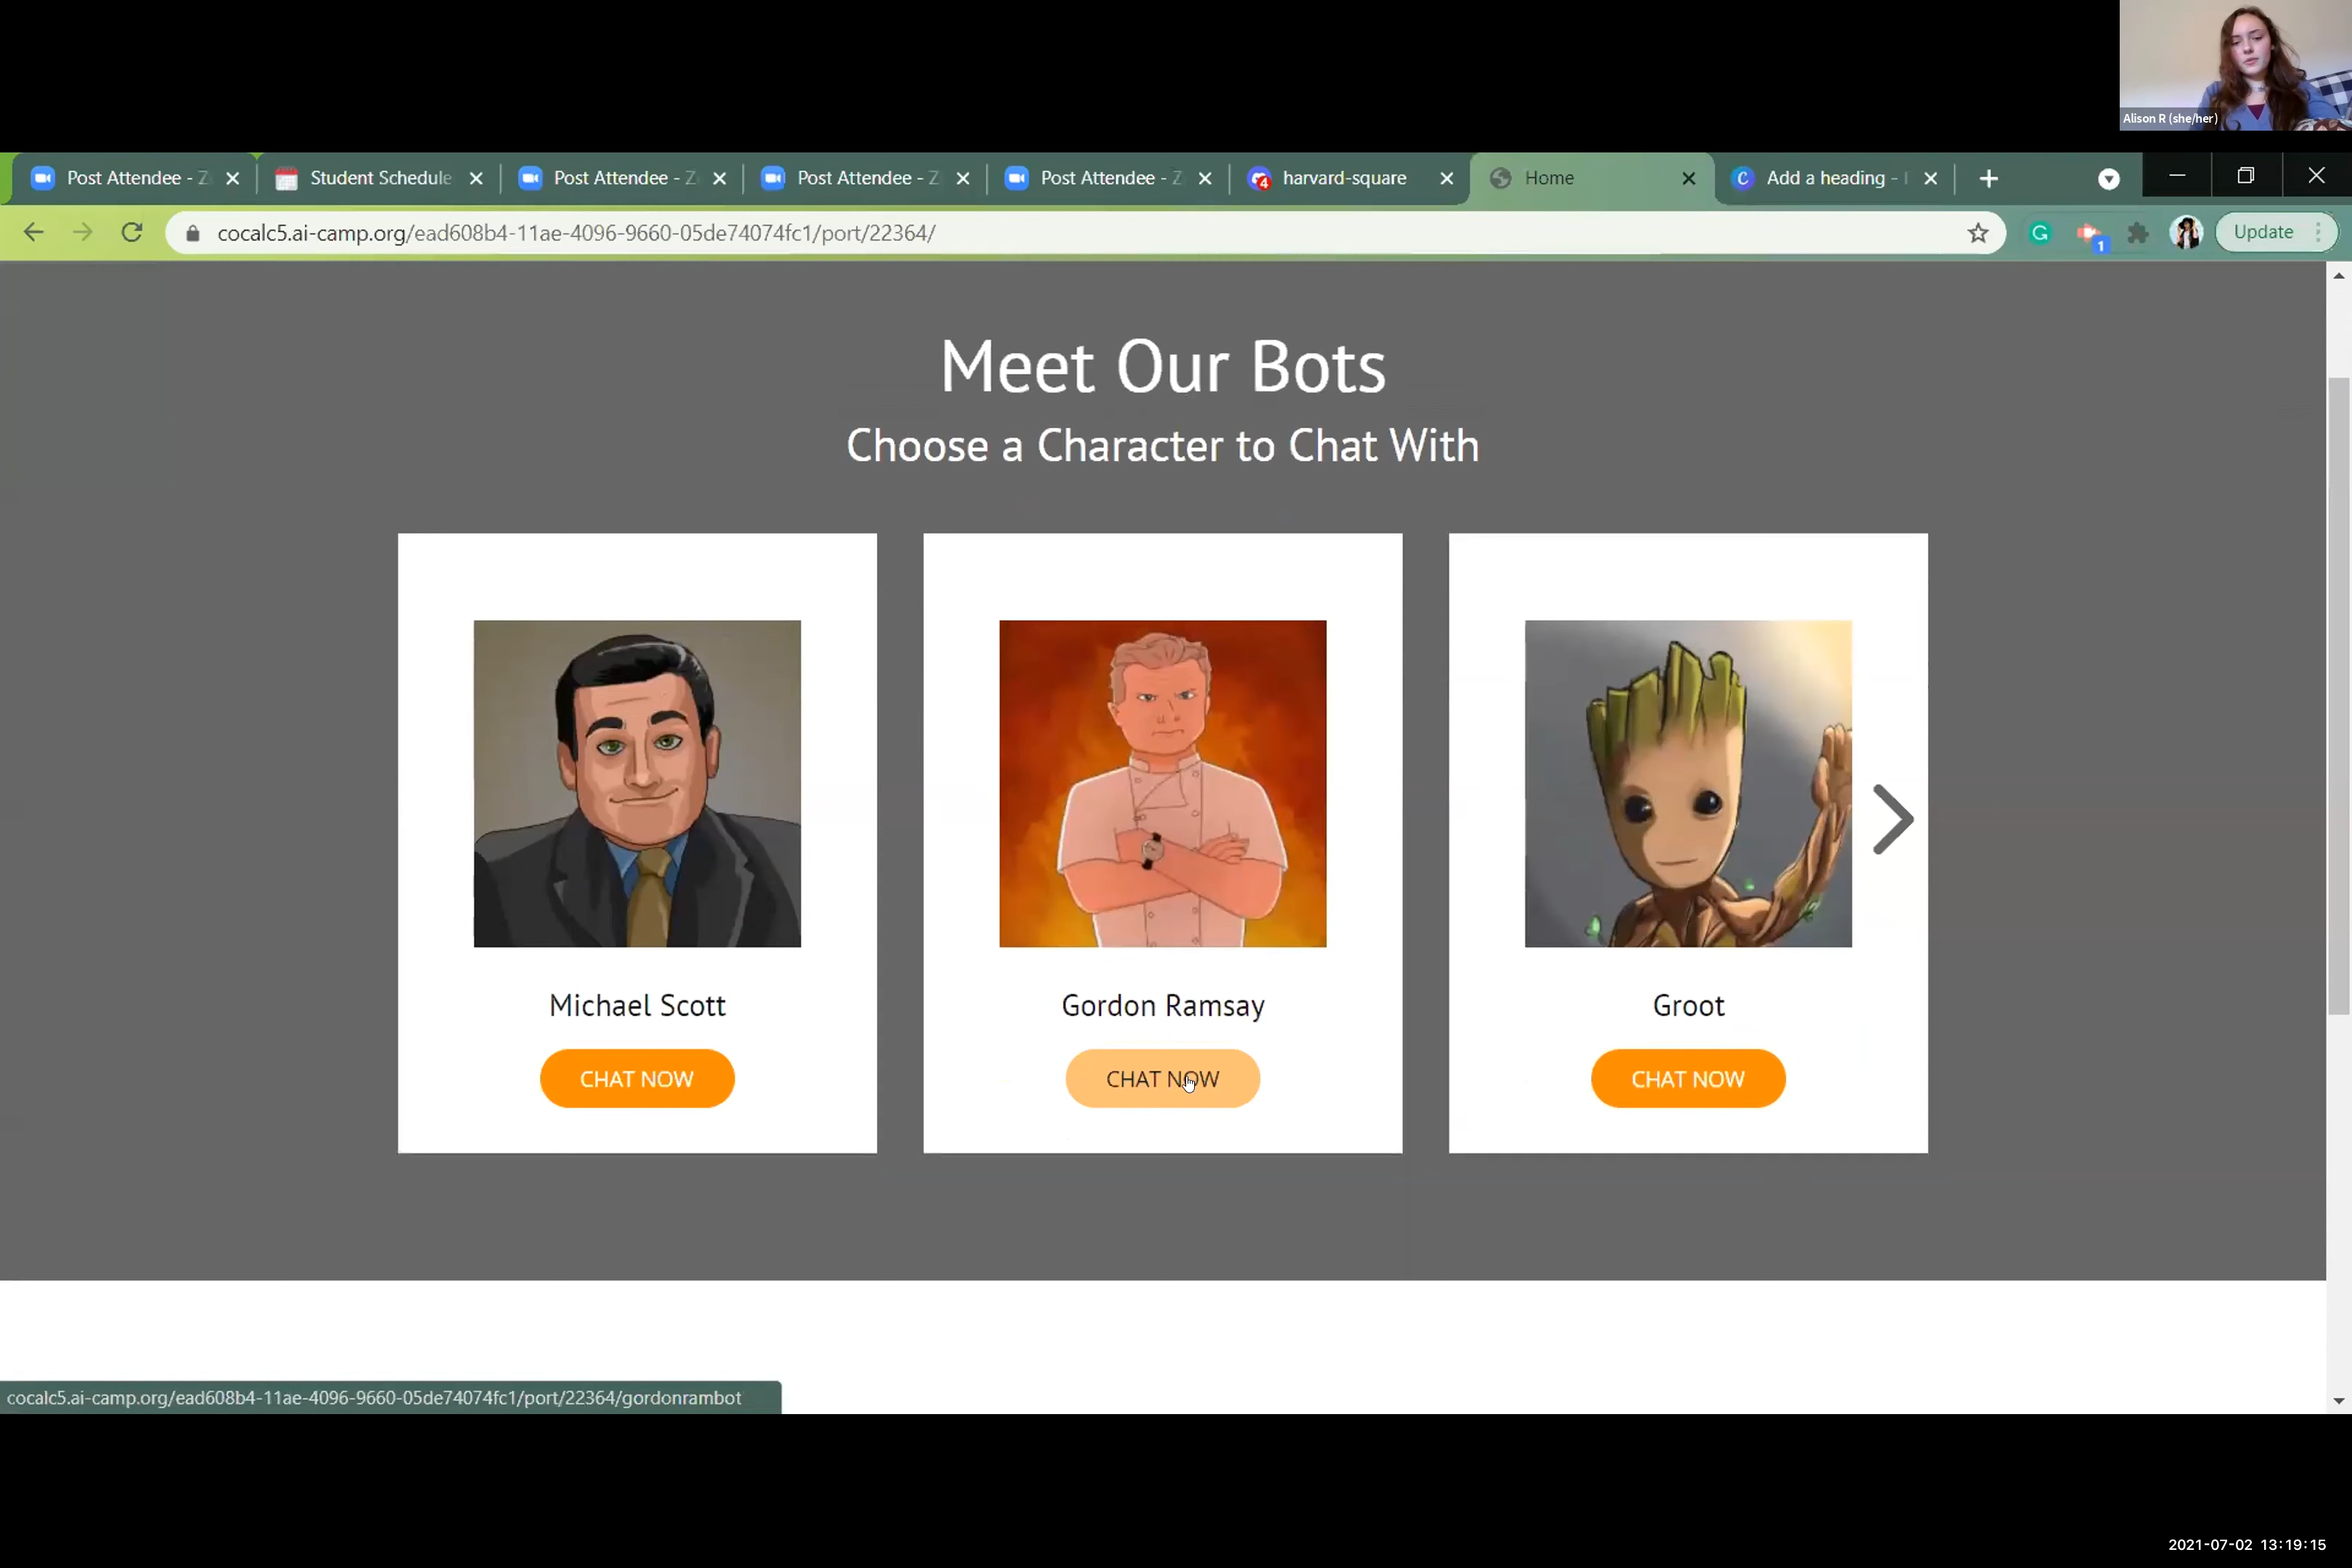 Alison R (she/her)
Post Attendee - Z
Student Schedule
Post Attendee - Z
Post Attendee - Z
Post Attendee - Z
4
harvard-square
Home
C
Add a heading -
cocalc5.ai-camp.org/ead608b4-11ae-4096-9660-05de74074fc1/port/22364/
G
1
Update
Meet Our Bots
Choose a Character to Chat With
Michael Scott
Gordon Ramsay
Groot
CHAT NOW
CHAT NOW
CHAT NOW
cocalc5.ai-camp.org/ead608b4-11ae-4096-9660-05de74074fc1/port/22364/gordonrambot
2021-07-02 13:19:15